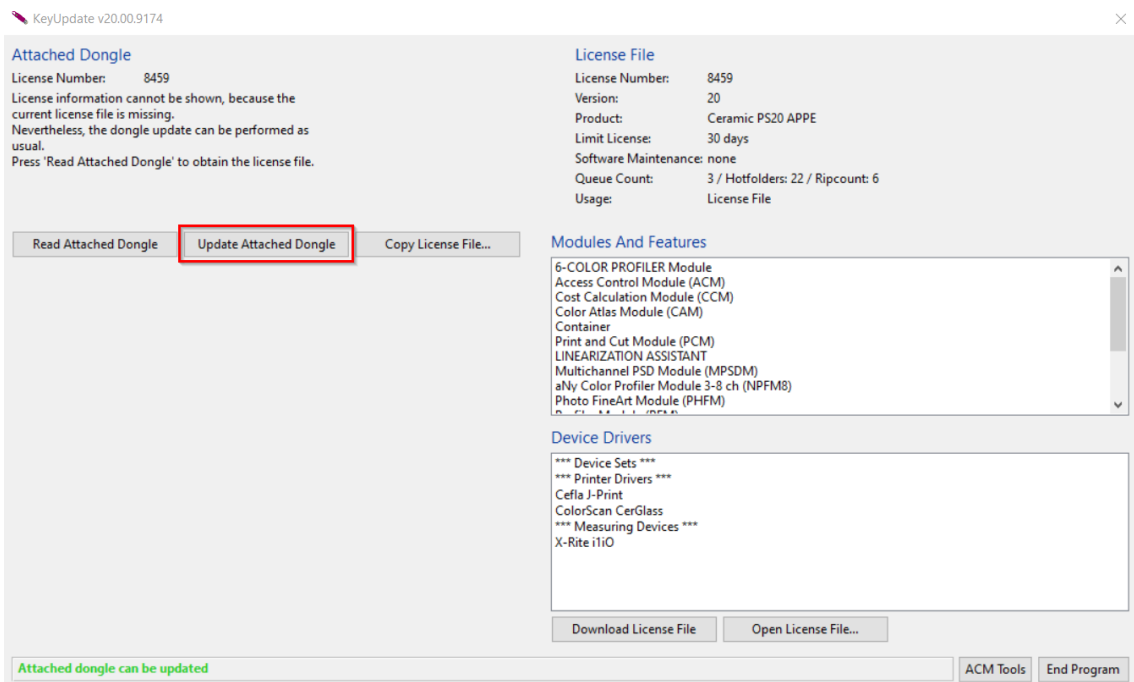 KeyUpdate v20.00.9174
Attached Dongle
License Number: 8459
License information cannot be shown, because the
current license file is missing.
Nevertheless, the dongle update can be performed as
usual.
Press 'Read Attached Dongle' to obtain the license file.
Read Attached Dongle
Update Attached Dongle
Copy License File...
License File
License Number: 8459
Version: 20
Product: Ceramic PS20 APPE
Limit License: 30 days
Software Maintenance: none
Queue Count: 3 / Hotfolders: 22 / Ripcount: 6
Usage: License File
Modules And Features
6-COLOR PROFILER Module
Access Control Module (ACM)
Cost Calculation Module (CCM)
Color Atlas Module (CAM)
Container
Print and Cut Module (PCM)
LINEARIZATION ASSISTANT
Multichannel PSD Module (MPSDM)
aNy Color Profiler Module 3-8 ch (NPFM8)
Photo FineArt Module (PHFM)
Device Drivers
*** Device Sets ***
*** Printer Drivers ***
Cefla J-Print
ColorScan CerGlass
*** Measuring Devices ***
X-Rite i1iO
Download License File
Open License File...
Attached dongle can be updated
ACM Tools
End Program